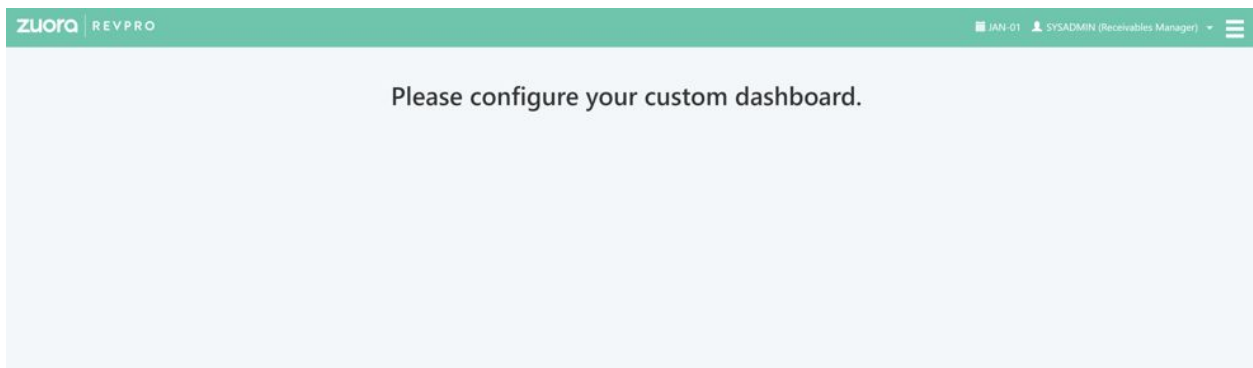 zuora REVPRO JAN-01 SYSADMIN (Receivables Manager)
Please configure your custom dashboard.